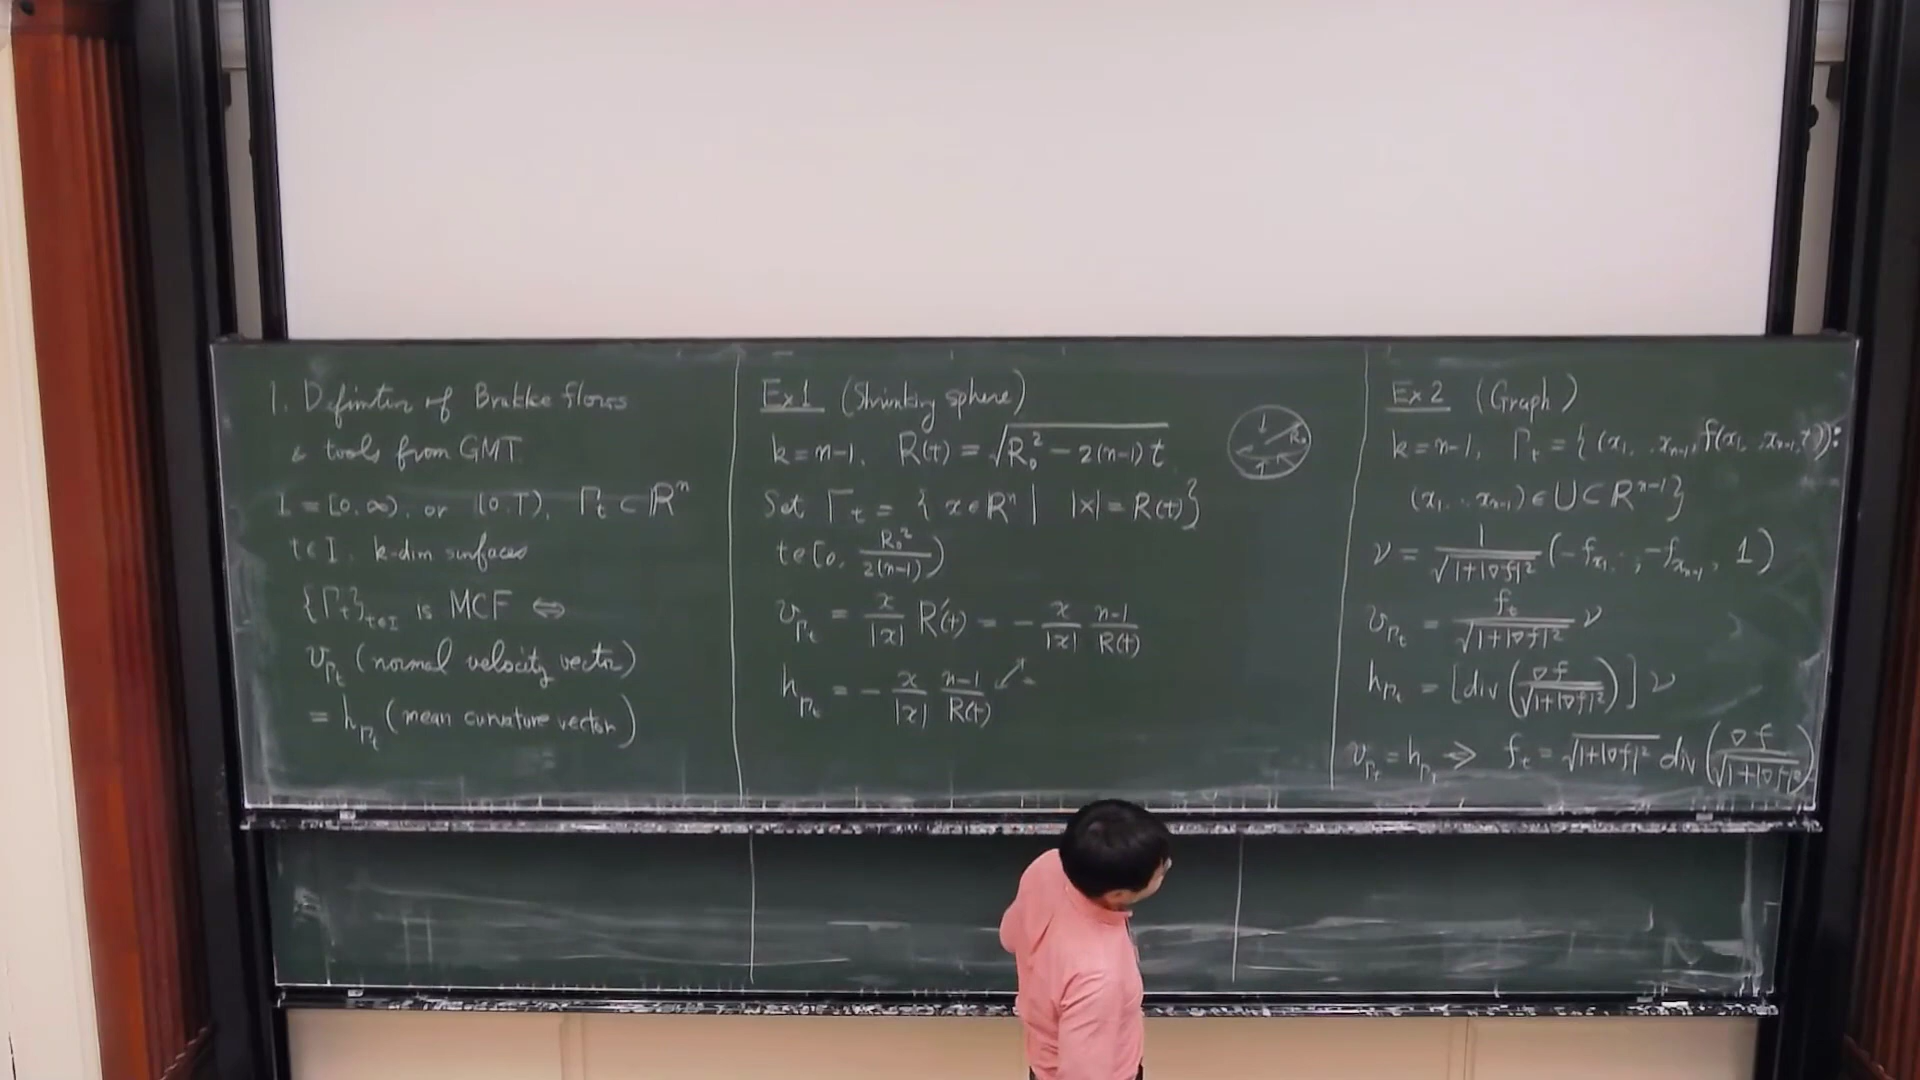 1. Definition of Brakke flows
& tools from GMT
I = [0,∞), or [0,T), Γ_t ⊂ ℝ^n
t∈I, k-dim surfaces
{Γ_t}_{t∈I} is MCF ⇔
v_{Γ_t} (normal velocity vector)
= h_{Γ_t} (mean curvature vector)
Ex 1 (Shrinking sphere)
k = n-1, R(t) = √(R_0^2 - 2(n-1)t)
R_0
Set Γ_t = { x∈ℝ^n | |x| = R(t)}
t∈[0, R_0^2/(2(n-1)))
v_{Γ_t} = x/|x| R'(t) = - x/|x| (n-1)/R(t)
h_{Γ_t} = - x/|x| (n-1)/R(t) =
Ex 2 (Graph)
k = n-1, Γ_t = {(x_1, .. x_{n-1}, f(x_1, .. x_{n-1}, t)) :
(x_1 .. x_{n-1}) ∈ U ⊂ ℝ^{n-1}}
ν = 1/√(1+|∇f|^2) (-f_{x_1}, .., -f_{x_{n-1}}, 1)
v_{Γ_t} = f_t/√(1+|∇f|^2) ν
h_{Γ_t} = [div(∇f/√(1+|∇f|^2))] ν
v_{Γ_t} = h_{Γ_t} ⇒ f_t = √(1+|∇f|^2) div(∇f/√(1+|∇f|^2))